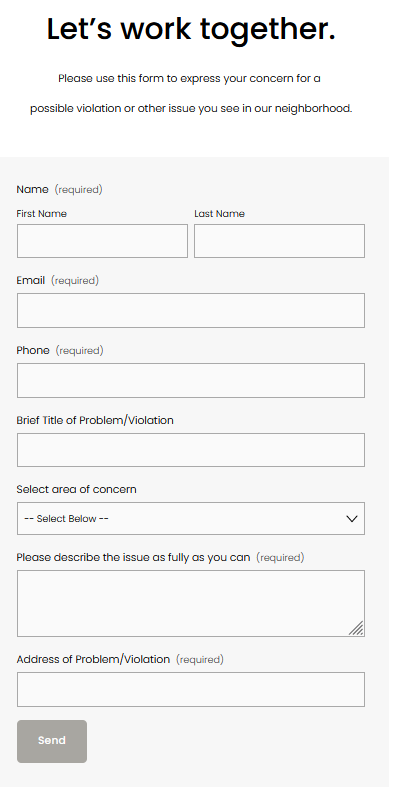 Let’s work together.
Please use this form to express your concern for a
possible violation or other issue you see in our neighborhood.
Name (required)
First Name Last Name
Email (required)
Phone (required)
Brief Title of Problem/Violation
Select area of concern
-- Select Below --
Please describe the issue as fully as you can (required)
Address of Problem/Violation (required)
Send